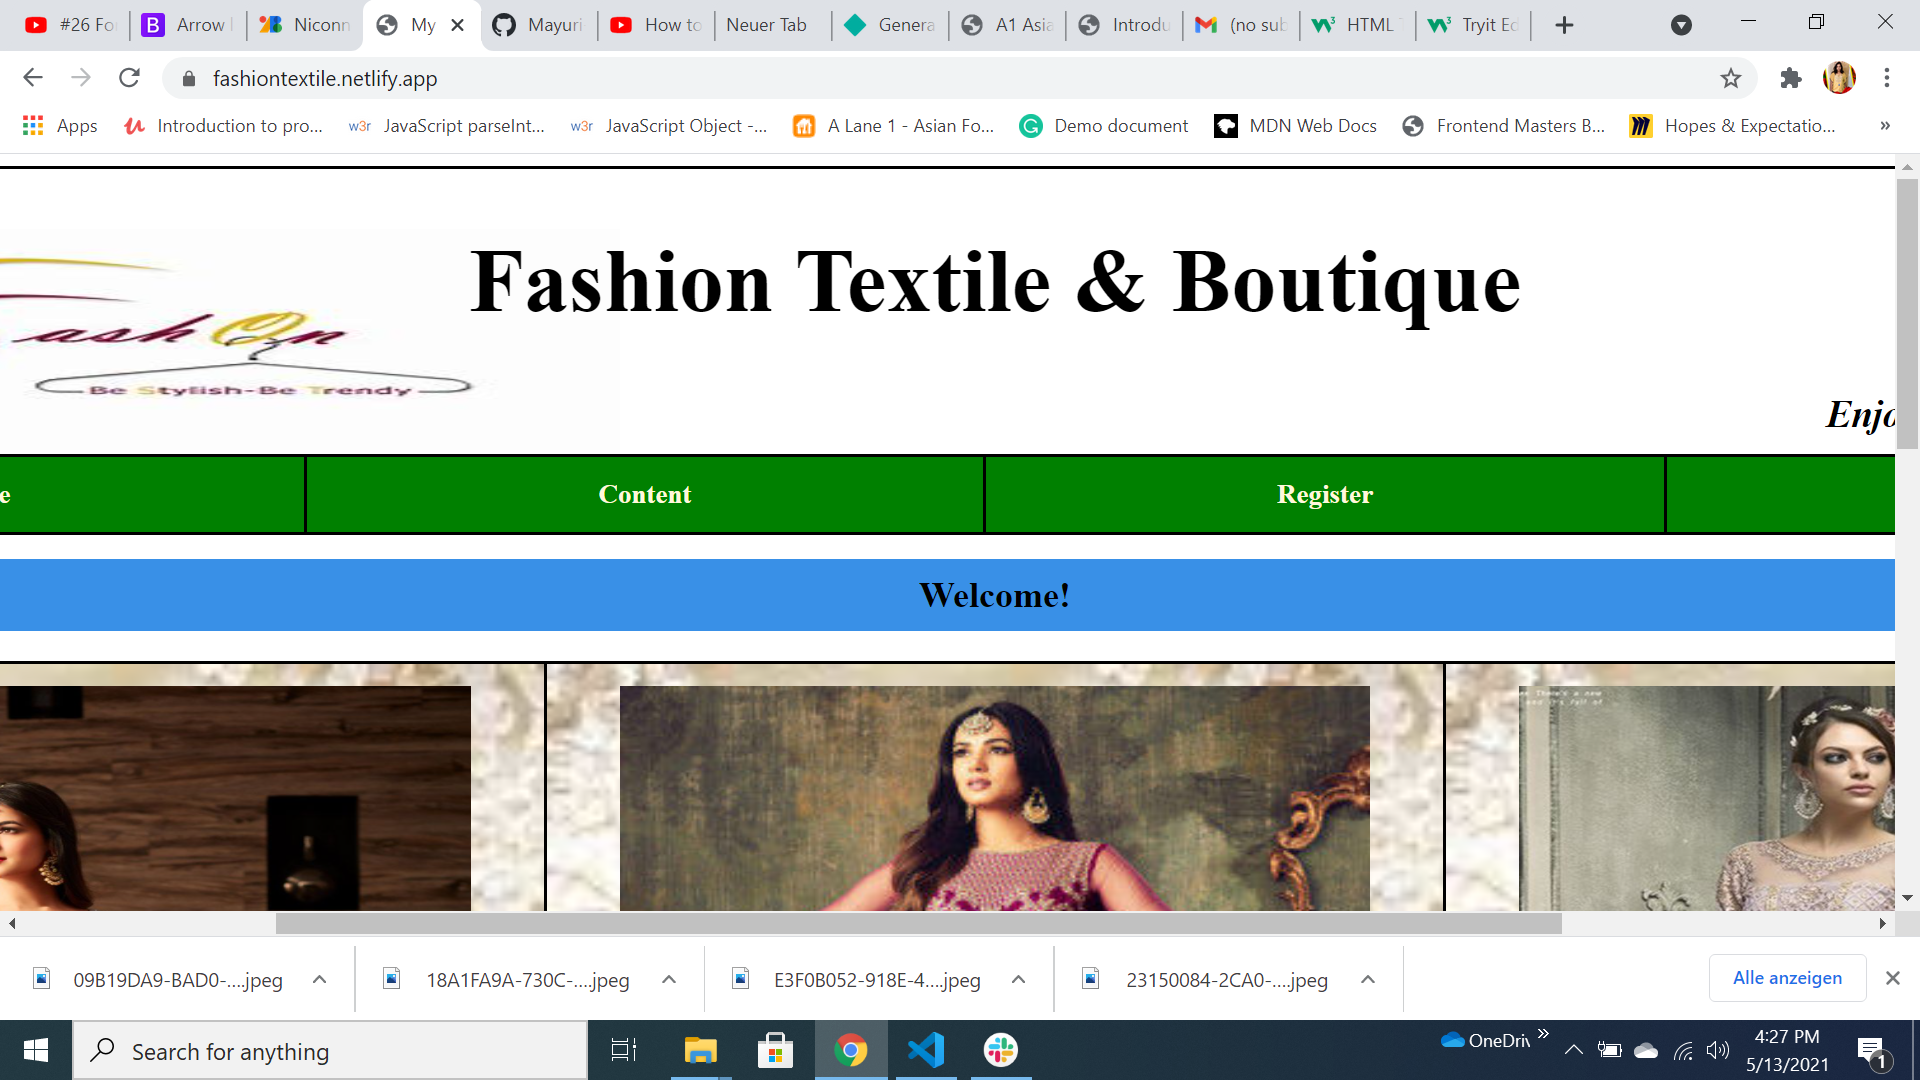 #26 Fo
Arrow
Niconn
My
Mayuri
How to
Neuer Tab
Genera
A1 Asia
Introdu
(no sub
HTML
Tryit Ed
fashiontextile.netlify.app
Apps
Introduction to pro...
w3r JavaScript parseInt...
w3r JavaScript Object -...
A Lane 1 - Asian Fo...
Demo document
MDN Web Docs
Frontend Masters B...
Hopes & Expectatio...
»
Fashion Textile & Boutique
ashOn
Be Stylish-Be Trendy
Enjo
e
Content
Register
Welcome!
09B19DA9-BAD0-....jpeg
18A1FA9A-730C-....jpeg
E3F0B052-918E-4....jpeg
23150084-2CA0-....jpeg
Alle anzeigen
Search for anything
OneDriv
4:27 PM
5/13/2021
1